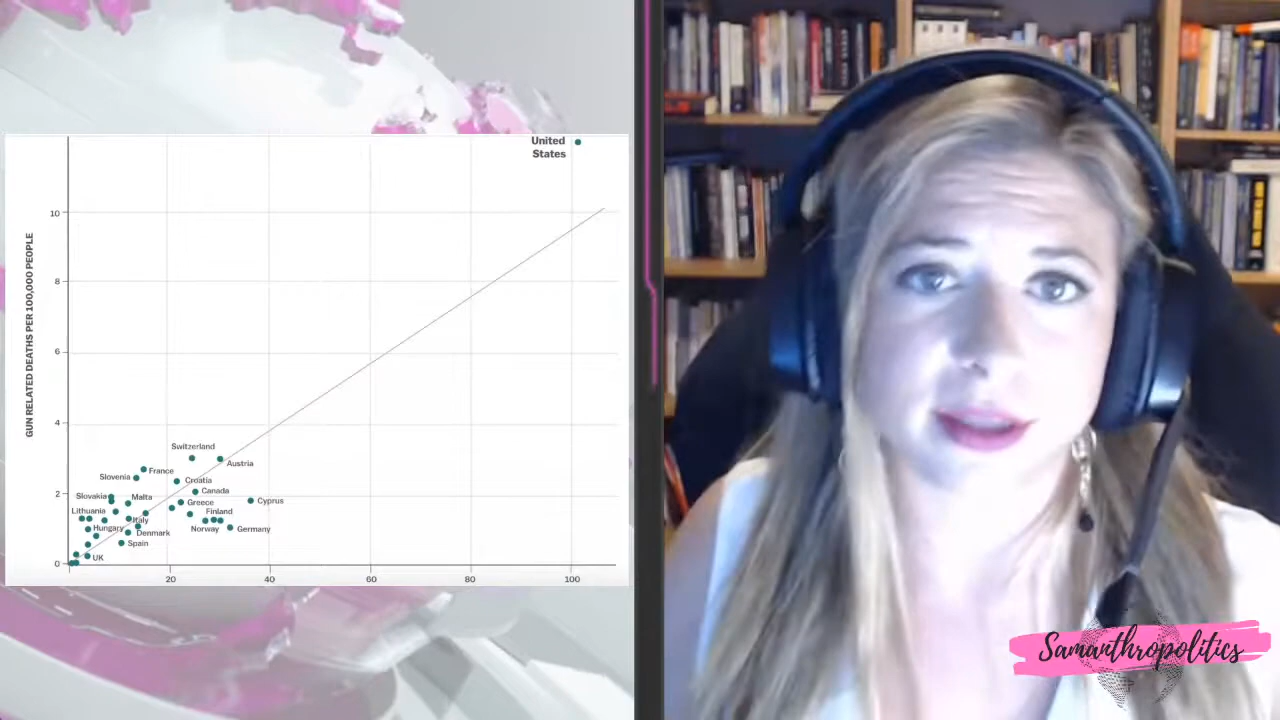 United
States
GUN RELATED DEATHS PER 100,000 PEOPLE
10
8
6
4
2
0
Switzerland
Austria
France
Slovenia
Croatia
Canada
Slovakia
Malta
Greece
Cyprus
Lithuania
Italy
Finland
Hungary
Denmark
Norway
Germany
Spain
UK
20
40
60
80
100
Samanthropolitics